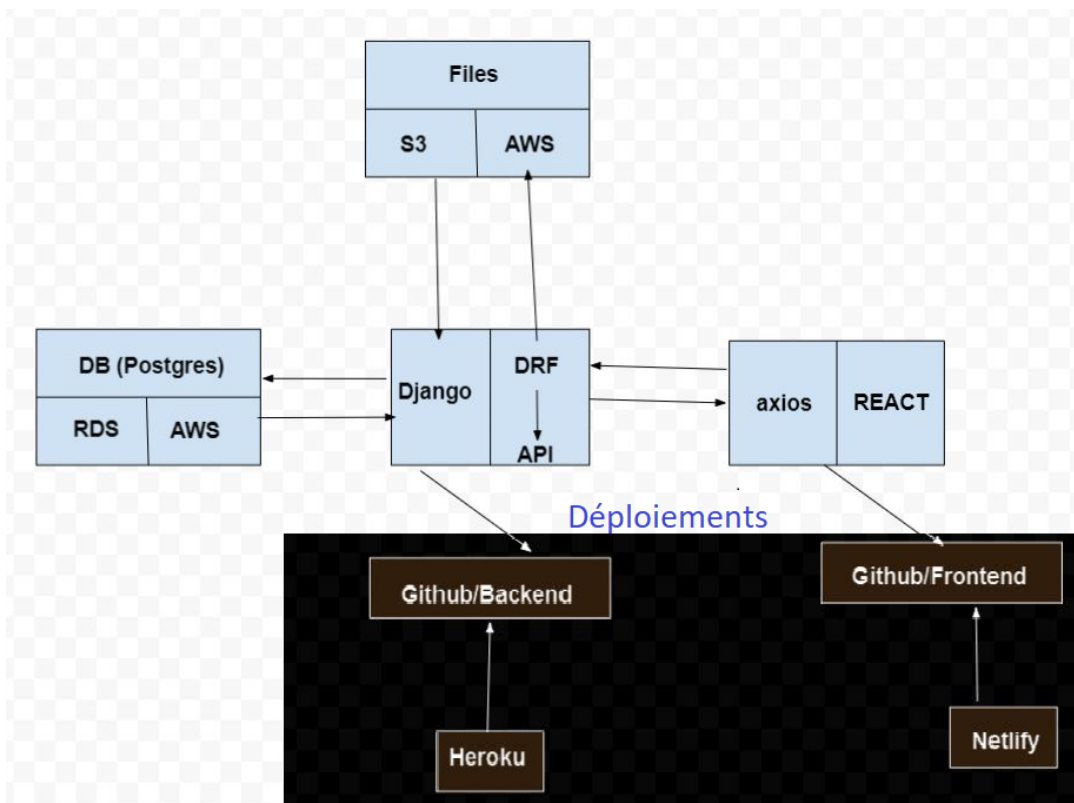 Files
S3
AWS
DB (Postgres)
RDS
AWS
Django
DRF
API
axios
REACT
Déploiements
Github/Backend
Github/Frontend
Heroku
Netlify